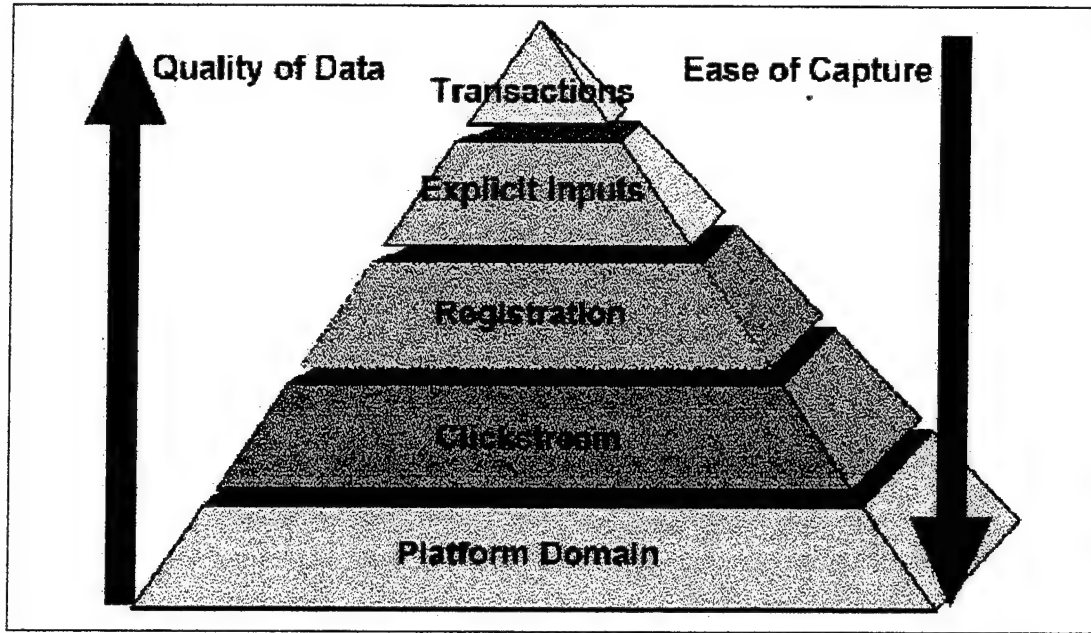 Quality of Data
Ease of Capture
Transactions
Explicit Inputs
Registration
Clickstream
Platform Domain